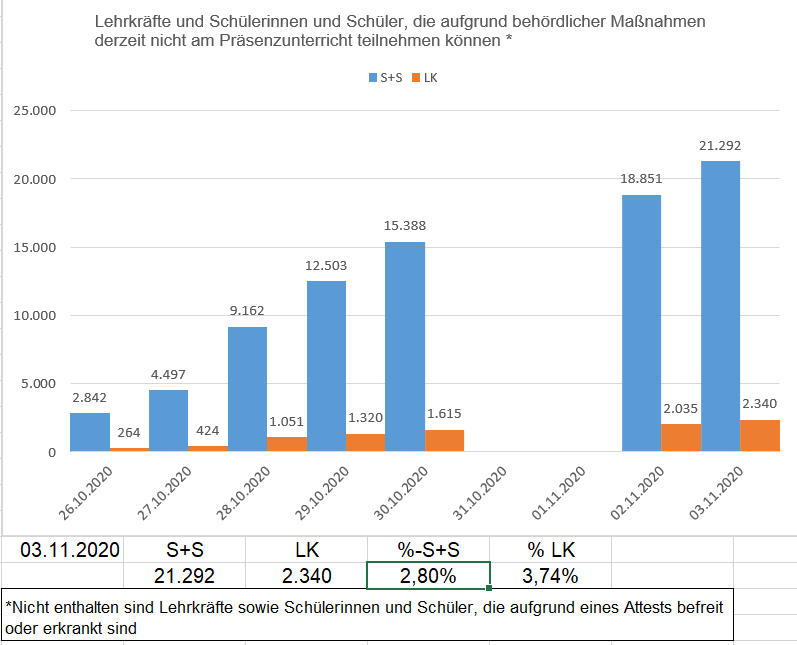 Lehrkräfte und Schülerinnen und Schüler, die aufgrund behördlicher Maßnahmen
derzeit nicht am Präsenzunterricht teilnehmen können *
S+S LK
25.000
20.000
15.000
10.000
5.000
0
2.842 264 4.497 424 9.162 1.051 12.503 1.320 15.388 1.615 18.851 2.035 21.292 2.340
26.10.2020 27.10.2020 28.10.2020 29.10.2020 30.10.2020 31.10.2020 01.11.2020 02.11.2020 03.11.2020
03.11.2020 S+S LK %-S+S % LK
21.292 2.340 2,80% 3,74%
*Nicht enthalten sind Lehrkräfte sowie Schülerinnen und Schüler, die aufgrund eines Attests befreit
oder erkrankt sind